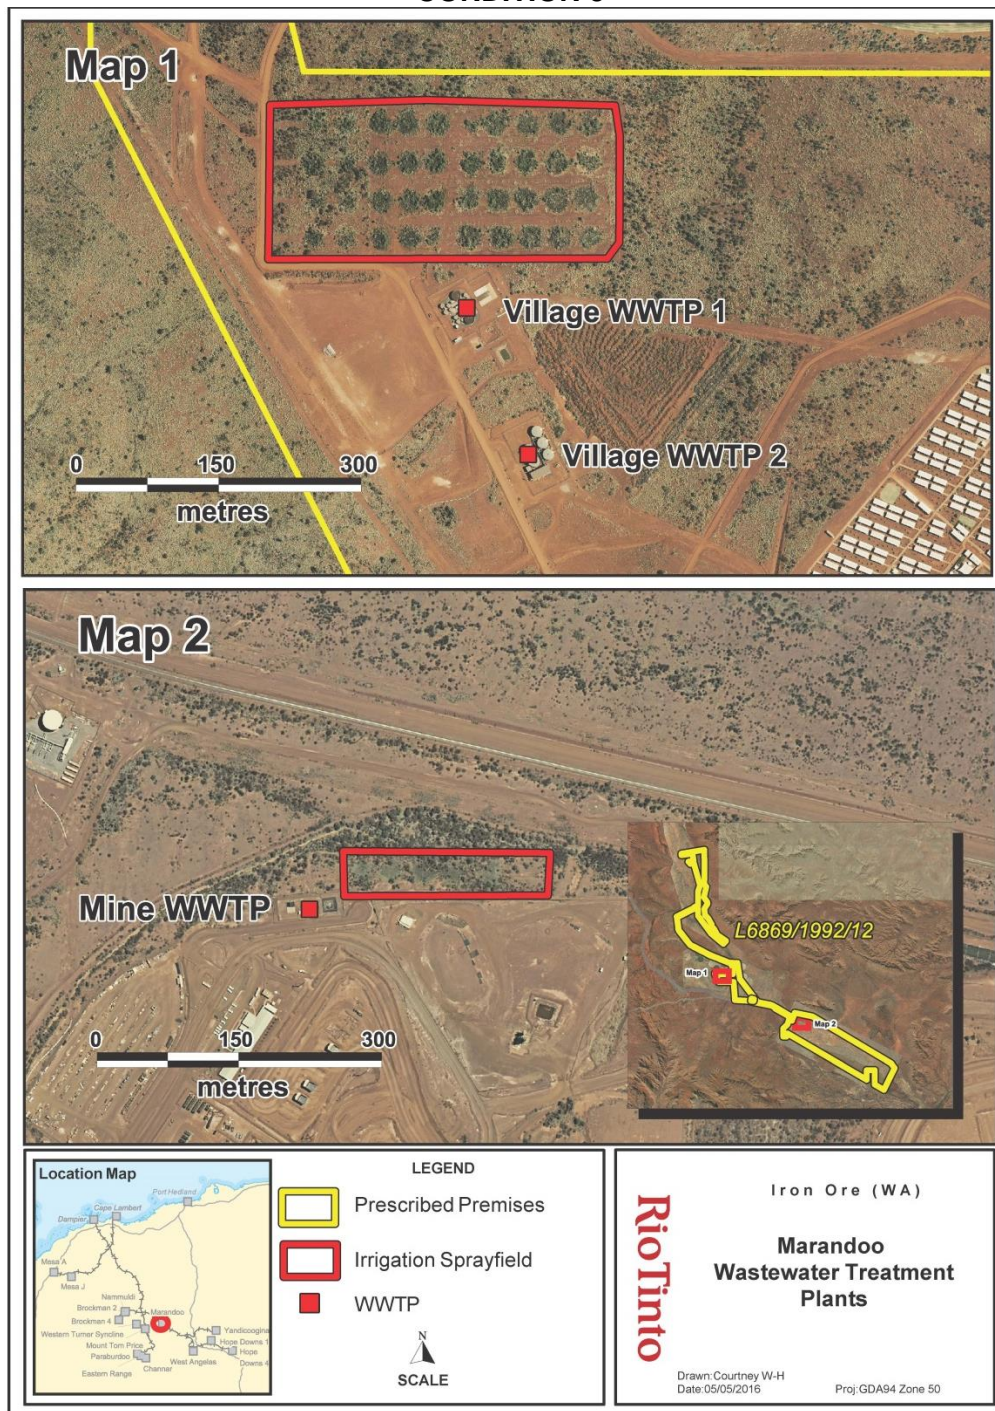 Map 1
Village WWTP 1
Village WWTP 2
0 150 300
metres
Map 2
Mine WWTP
0 150 300
metres
L6869/1992/12
Map 1
Map 2
Location Map
Port Hedland
Cape Lambert
Dampier
Mesa A
Mesa J
Nammuldi
Brockman 2
Marandoo
Brockman 4
Western Turner Syncline
Yandicoogina
Mount Tom Price
Hope Downs 1
Paraburdoo
Hope
West Angelas
Downs 4
Channar
Eastern Range
LEGEND
Prescribed Premises
Irrigation Sprayfield
WWTP
N
SCALE
RioTinto
Iron Ore (WA)
Marandoo
Wastewater Treatment
Plants
Drawn:Courtney W-H
Date:05/05/2016 Proj:GDA94 Zone 50